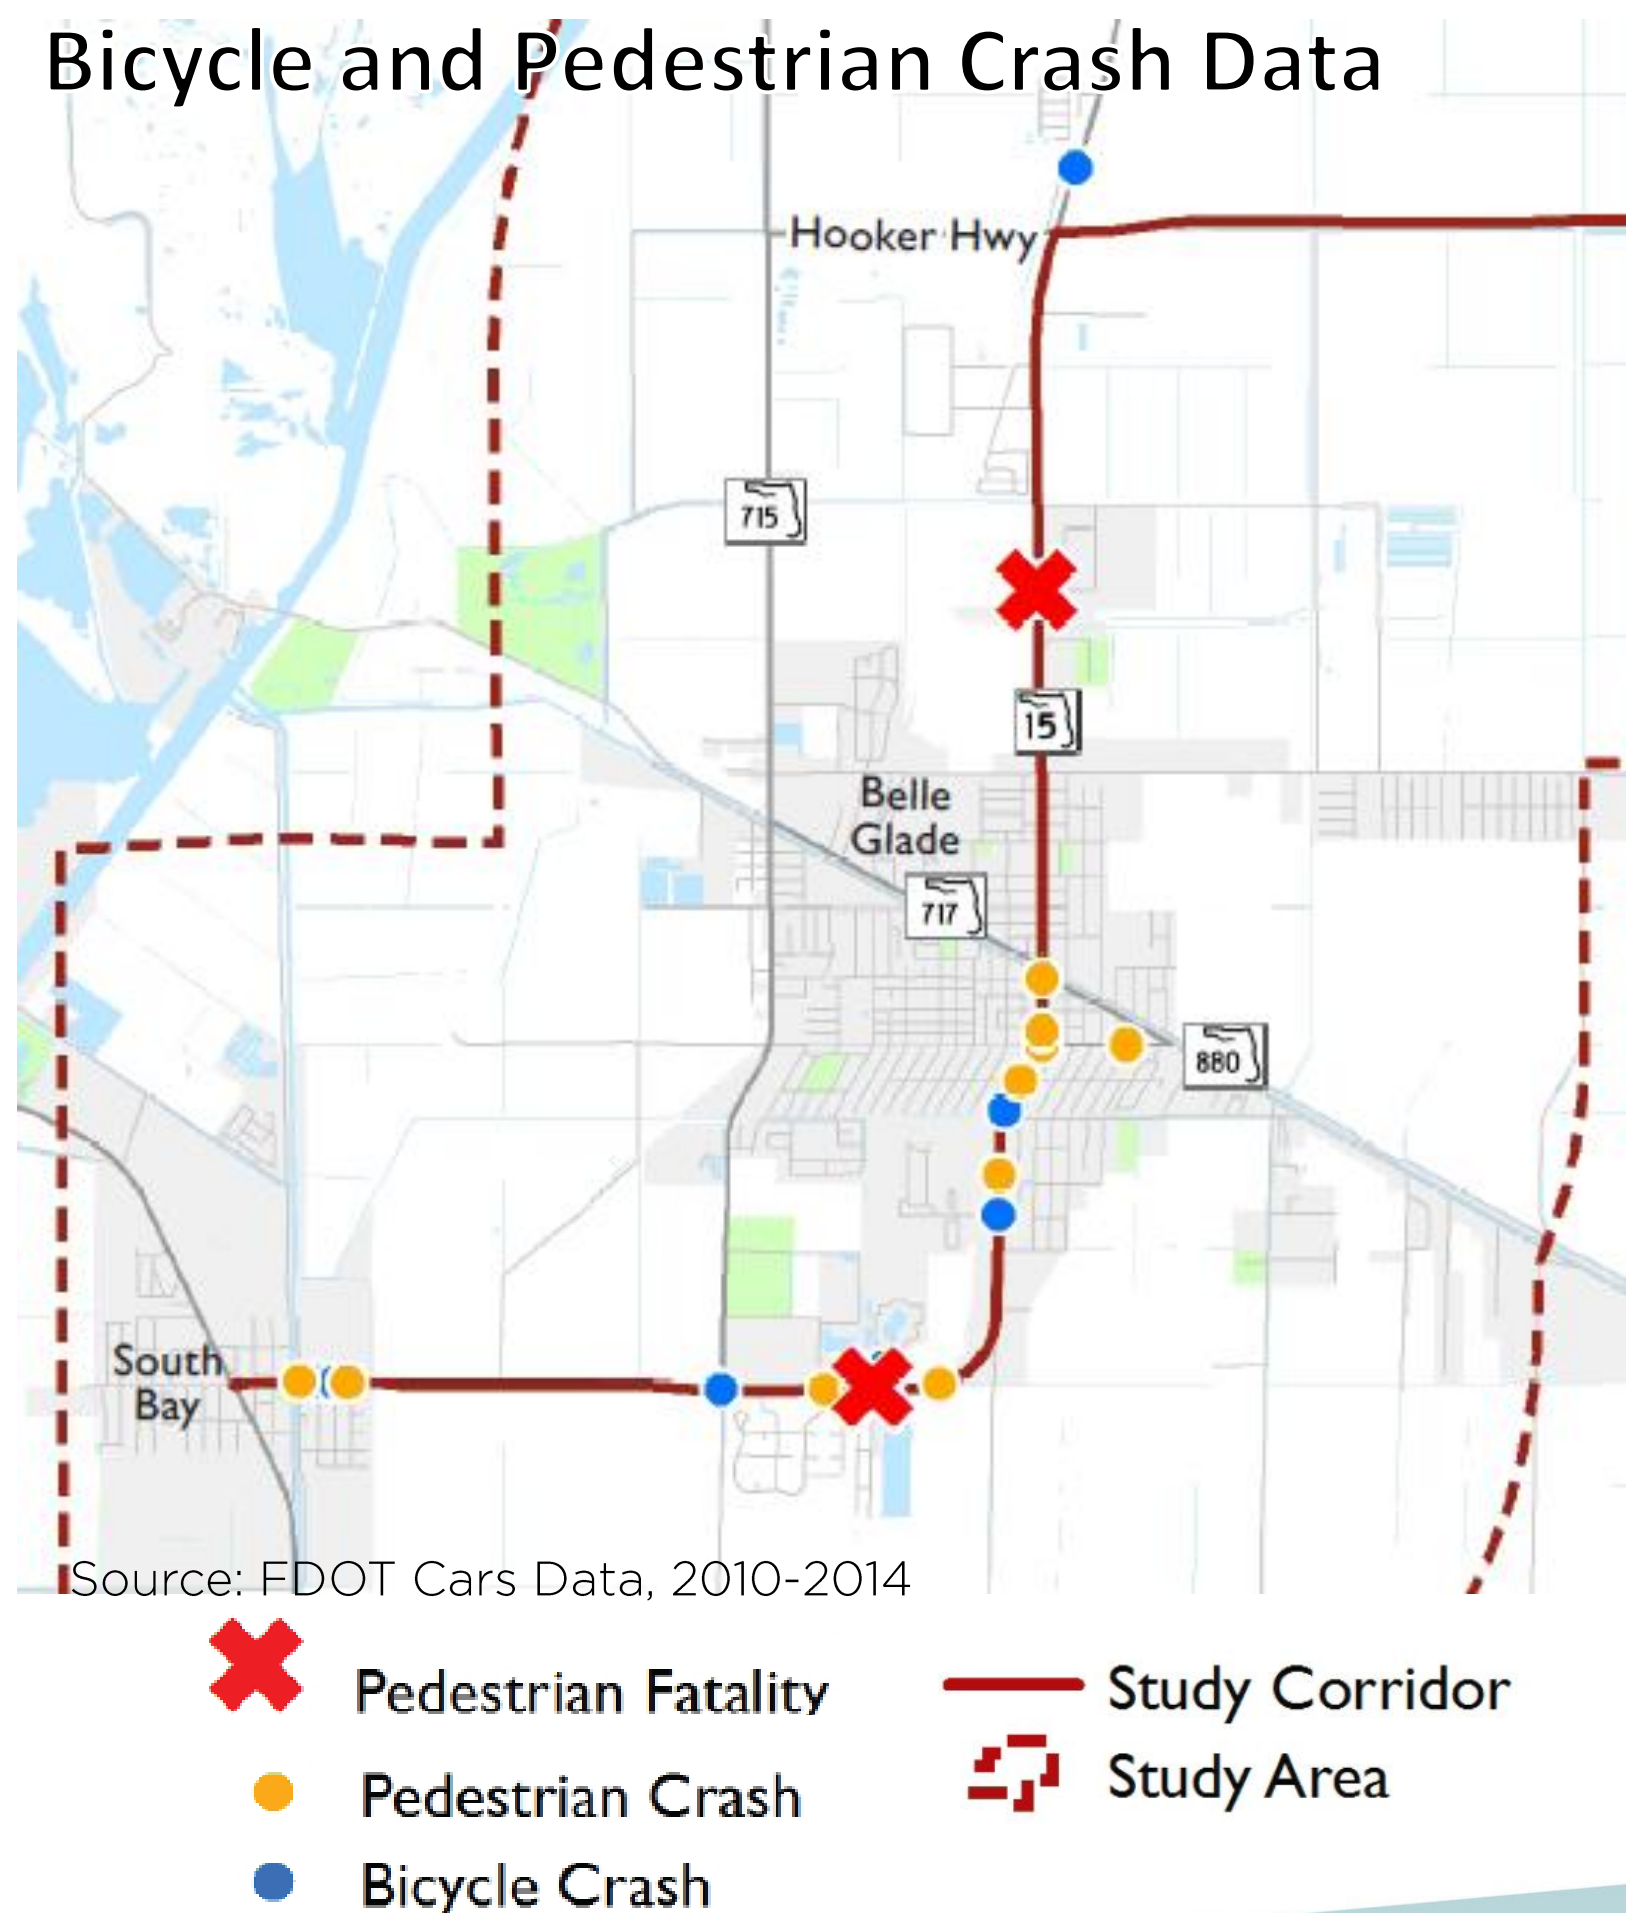 Bicycle and Pedestrian Crash Data
Hooker Hwy
715
15
Belle
Glade
717
880
South
Bay
Source: FDOT Cars Data, 2010-2014
Pedestrian Fatality
Study Corridor
Pedestrian Crash
Study Area
Bicycle Crash